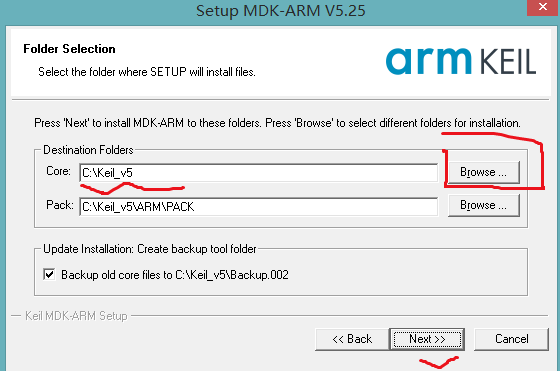 Setup MDK-ARM V5.25
Folder Selection
Select the folder where SETUP will install files.
arm KEIL
Press 'Next' to install MDK-ARM to these folders. Press 'Browse' to select different folders for installation.
Destination Folders
Core: C:\Keil_v5 Browse ...
Pack: C:\Keil_v5\ARM\PACK Browse ...
Update Installation: Create backup tool folder
Backup old core files to C:\Keil_v5\Backup.002
Keil MDK-ARM Setup
<< Back Next >> Cancel